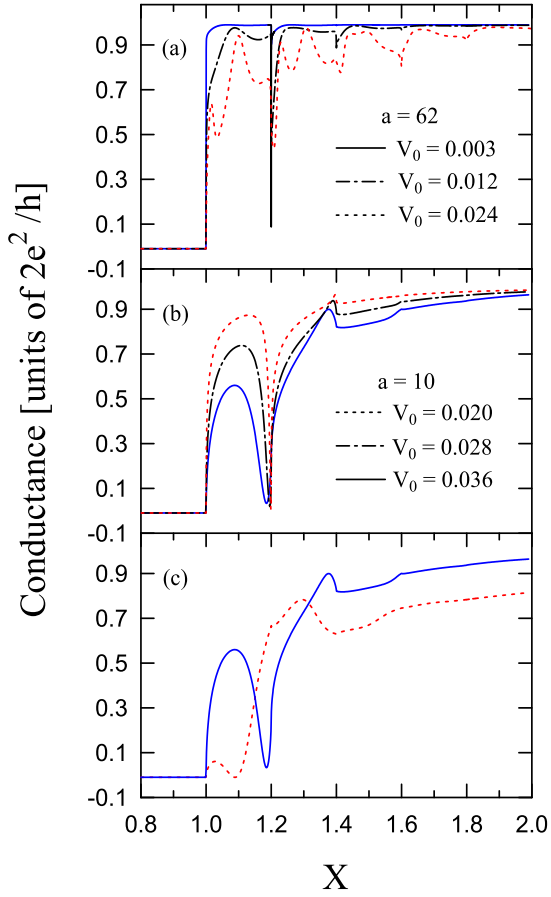 Conductance [units of 2e² /h]
(a)
0.9
0.7
0.5
0.3
0.1
-0.1
a = 62
V₀ = 0.003
V₀ = 0.012
V₀ = 0.024
(b)
0.9
0.7
0.5
0.3
0.1
-0.1
a = 10
V₀ = 0.020
V₀ = 0.028
V₀ = 0.036
(c)
0.9
0.7
0.5
0.3
0.1
-0.1
0.8 1.0 1.2 1.4 1.6 1.8 2.0
X